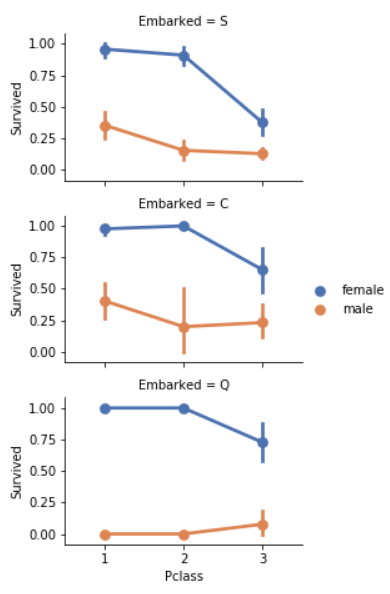 Embarked = S
1.00
0.75
0.50
0.25
0.00
Survived
Embarked = C
1.00
0.75
0.50
0.25
0.00
Survived
female
male
Embarked = Q
1.00
0.75
0.50
0.25
0.00
Survived
1 2 3
Pclass